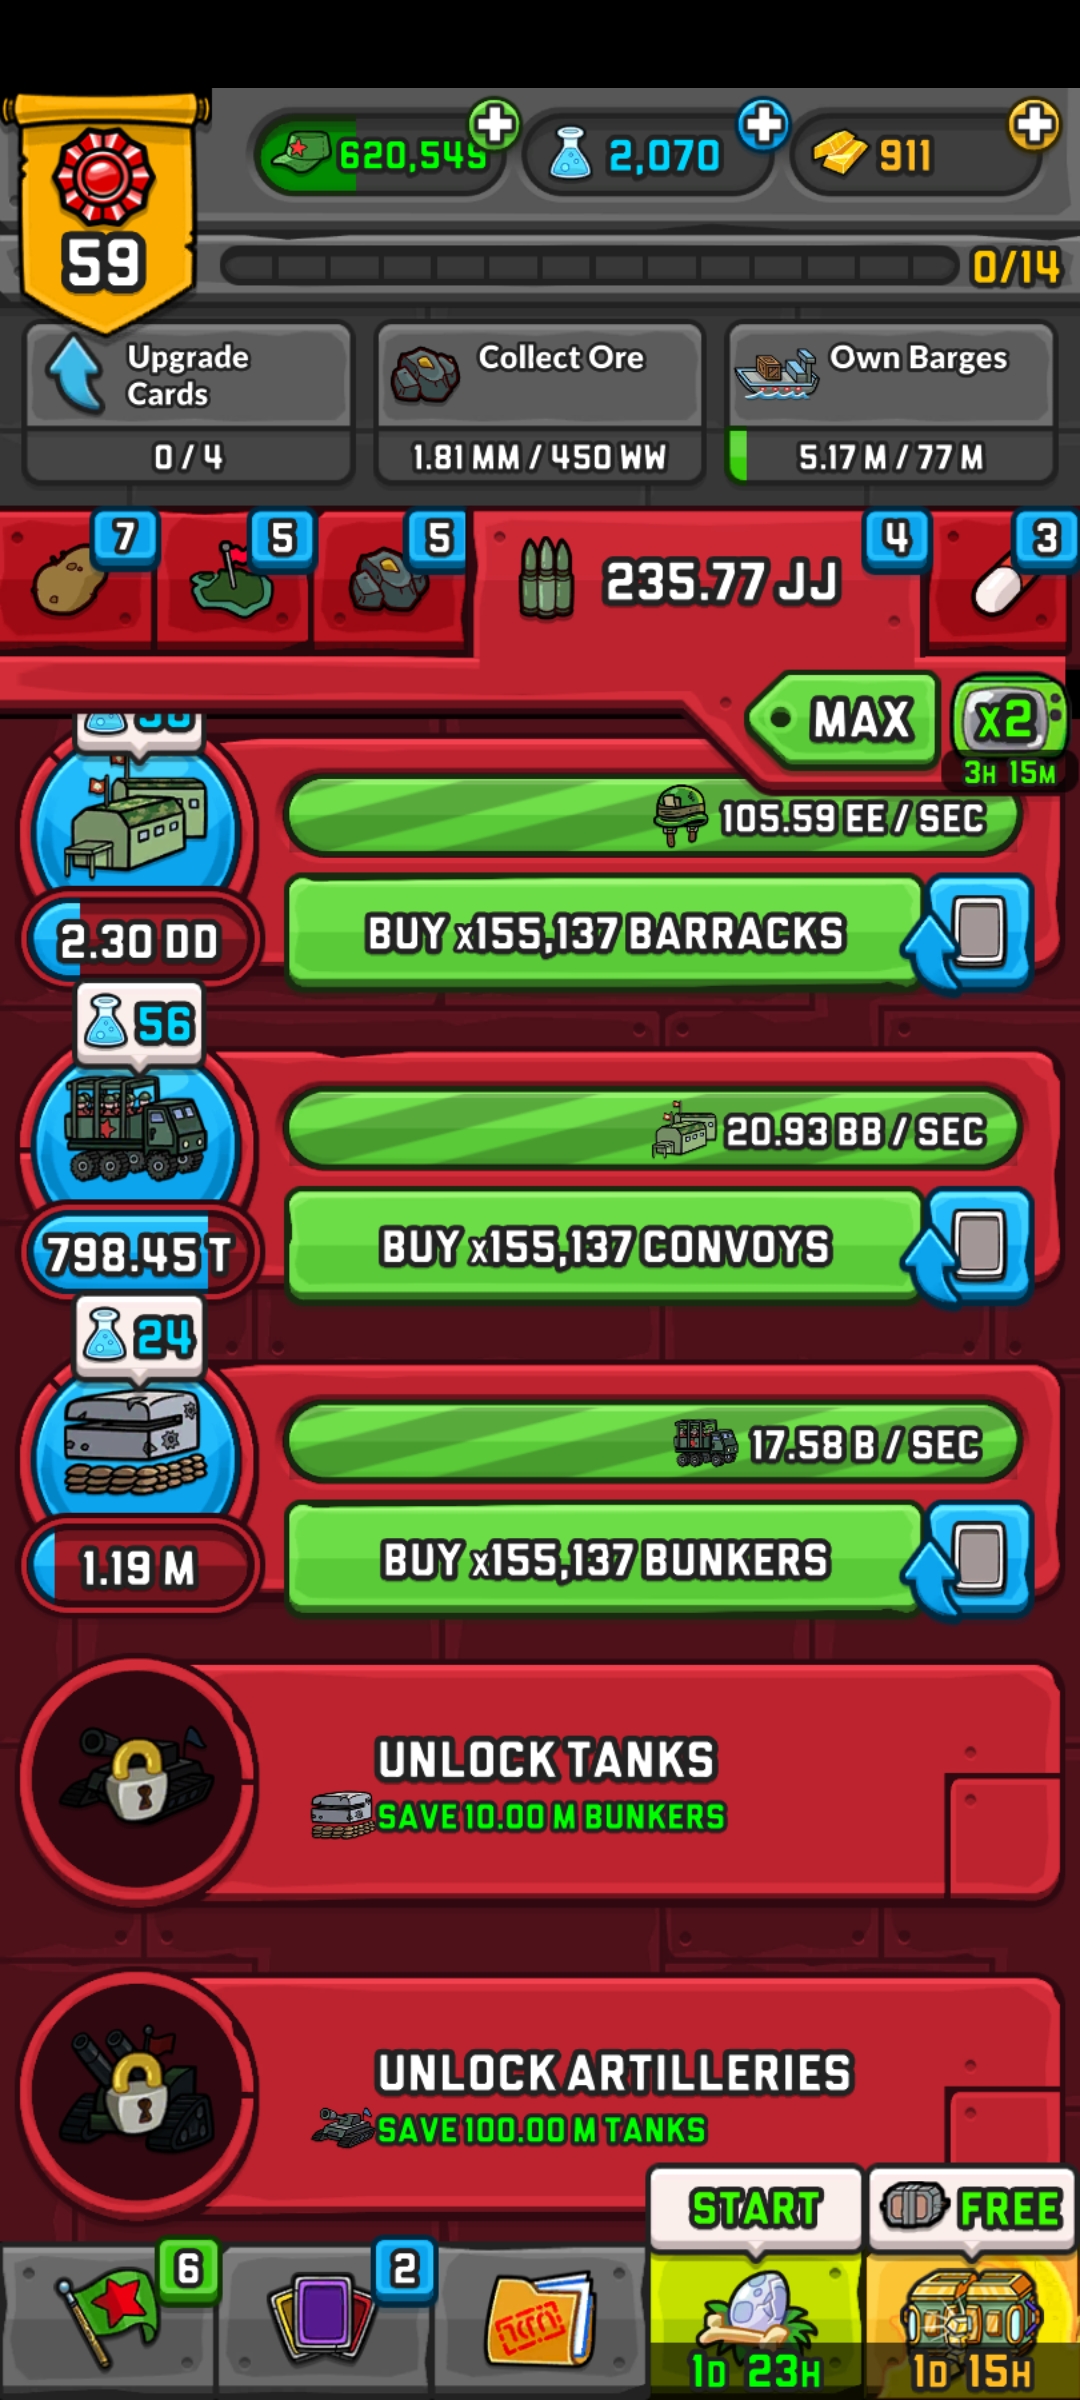 620,549
2,070
911
59
0/14
Upgrade
Cards
Collect Ore
Own Barges
0 / 4
1.81 MM / 450 WW
5.17 M / 77 M
7
5
5
235.77 JJ
4
3
MAX
x2
3H 15M
105.59 EE / SEC
2.30 DD
BUY x155,137 BARRACKS
56
20.93 BB / SEC
798.45 T
BUY x155,137 CONVOYS
24
17.58 B / SEC
1.19 M
BUY x155,137 BUNKERS
UNLOCK TANKS
SAVE 10.00 M BUNKERS
UNLOCK ARTILLERIES
SAVE 100.00 M TANKS
START
FREE
6
2
1D 23H
1D 15H